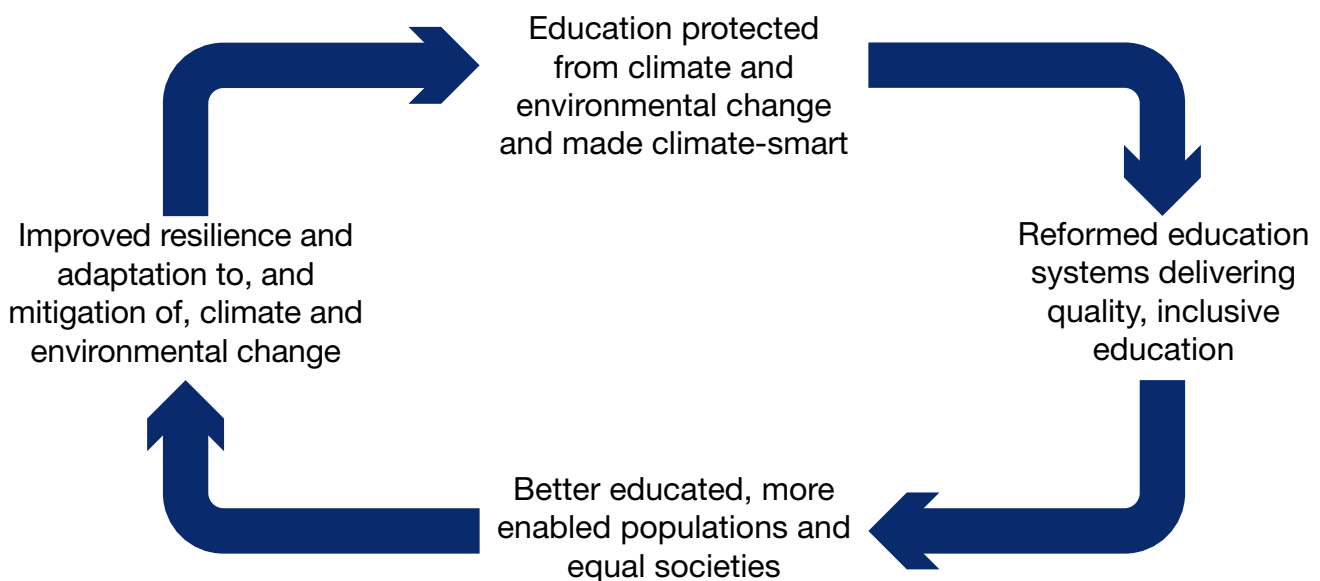 Education protected
from climate and
environmental change
and made climate-smart
Reformed education
systems delivering
quality, inclusive
education
Better educated, more
enabled populations and
equal societies
Improved resilience and
adaptation to, and
mitigation of, climate and
environmental change